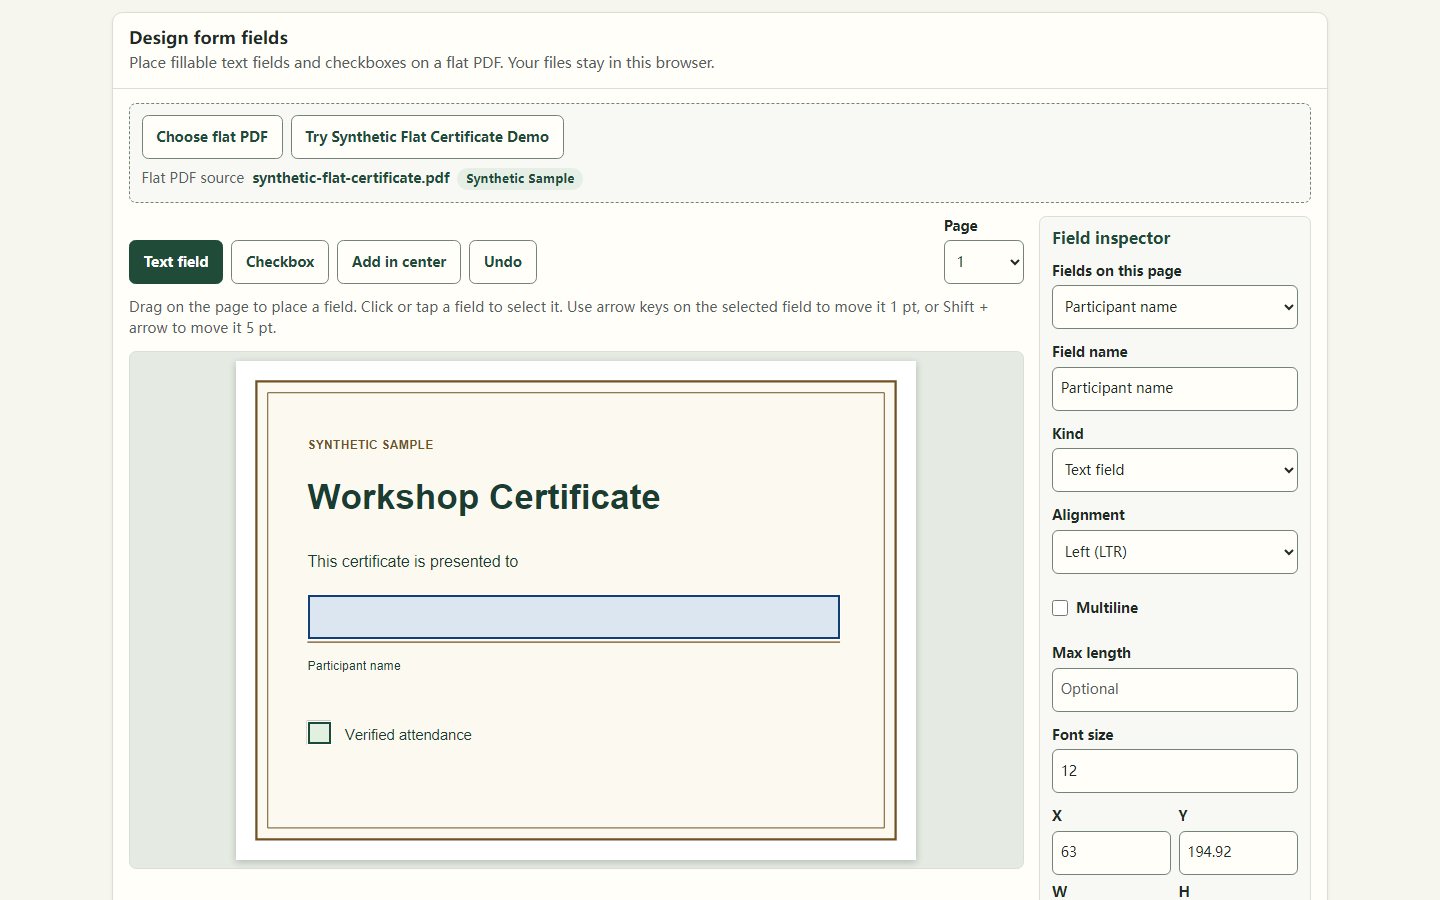 Design form fields
Place fillable text fields and checkboxes on a flat PDF. Your files stay in this browser.
Choose flat PDF
Try Synthetic Flat Certificate Demo
Flat PDF source synthetic-flat-certificate.pdf Synthetic Sample
Text field
Checkbox
Add in center
Undo
Page
1
Drag on the page to place a field. Click or tap a field to select it. Use arrow keys on the selected field to move it 1 pt, or Shift +
arrow to move it 5 pt.
SYNTHETIC SAMPLE
Workshop Certificate
This certificate is presented to
Participant name
Verified attendance
Field inspector
Fields on this page
Participant name
Field name
Participant name
Kind
Text field
Alignment
Left (LTR)
Multiline
Max length
Optional
Font size
12
X Y
63 194.92
W H